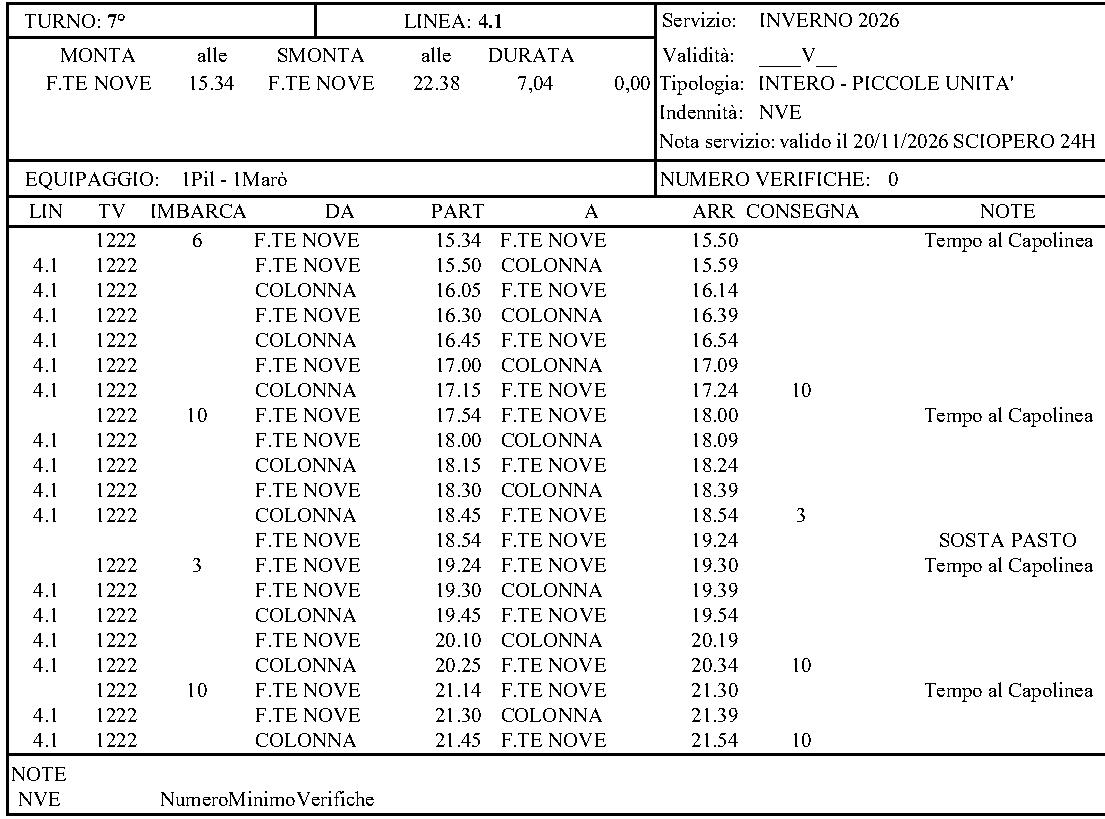 TURNO: 7° LINEA: 4.1 Servizio: INVERNO 2026
MONTA alle SMONTA alle DURATA Validità: ____V__
F.TE NOVE 15.34 F.TE NOVE 22.38 7,04 0,00 Tipologia: INTERO - PICCOLE UNITA'
Indennità: NVE
Nota servizio: valido il 20/11/2026 SCIOPERO 24H
EQUIPAGGIO: 1Pil - 1Marò NUMERO VERIFICHE: 0
LIN TV IMBARCA DA PART A ARR CONSEGNA NOTE
1222 6 F.TE NOVE 15.34 F.TE NOVE 15.50 Tempo al Capolinea
4.1 1222 F.TE NOVE 15.50 COLONNA 15.59
4.1 1222 COLONNA 16.05 F.TE NOVE 16.14
4.1 1222 F.TE NOVE 16.30 COLONNA 16.39
4.1 1222 COLONNA 16.45 F.TE NOVE 16.54
4.1 1222 F.TE NOVE 17.00 COLONNA 17.09
4.1 1222 COLONNA 17.15 F.TE NOVE 17.24 10
1222 10 F.TE NOVE 17.54 F.TE NOVE 18.00 Tempo al Capolinea
4.1 1222 F.TE NOVE 18.00 COLONNA 18.09
4.1 1222 COLONNA 18.15 F.TE NOVE 18.24
4.1 1222 F.TE NOVE 18.30 COLONNA 18.39
4.1 1222 COLONNA 18.45 F.TE NOVE 18.54 3
F.TE NOVE 18.54 F.TE NOVE 19.24 SOSTA PASTO
1222 3 F.TE NOVE 19.24 F.TE NOVE 19.30 Tempo al Capolinea
4.1 1222 F.TE NOVE 19.30 COLONNA 19.39
4.1 1222 COLONNA 19.45 F.TE NOVE 19.54
4.1 1222 F.TE NOVE 20.10 COLONNA 20.19
4.1 1222 COLONNA 20.25 F.TE NOVE 20.34 10
1222 10 F.TE NOVE 21.14 F.TE NOVE 21.30 Tempo al Capolinea
4.1 1222 F.TE NOVE 21.30 COLONNA 21.39
4.1 1222 COLONNA 21.45 F.TE NOVE 21.54 10
NOTE
NVE NumeroMinimoVerifiche